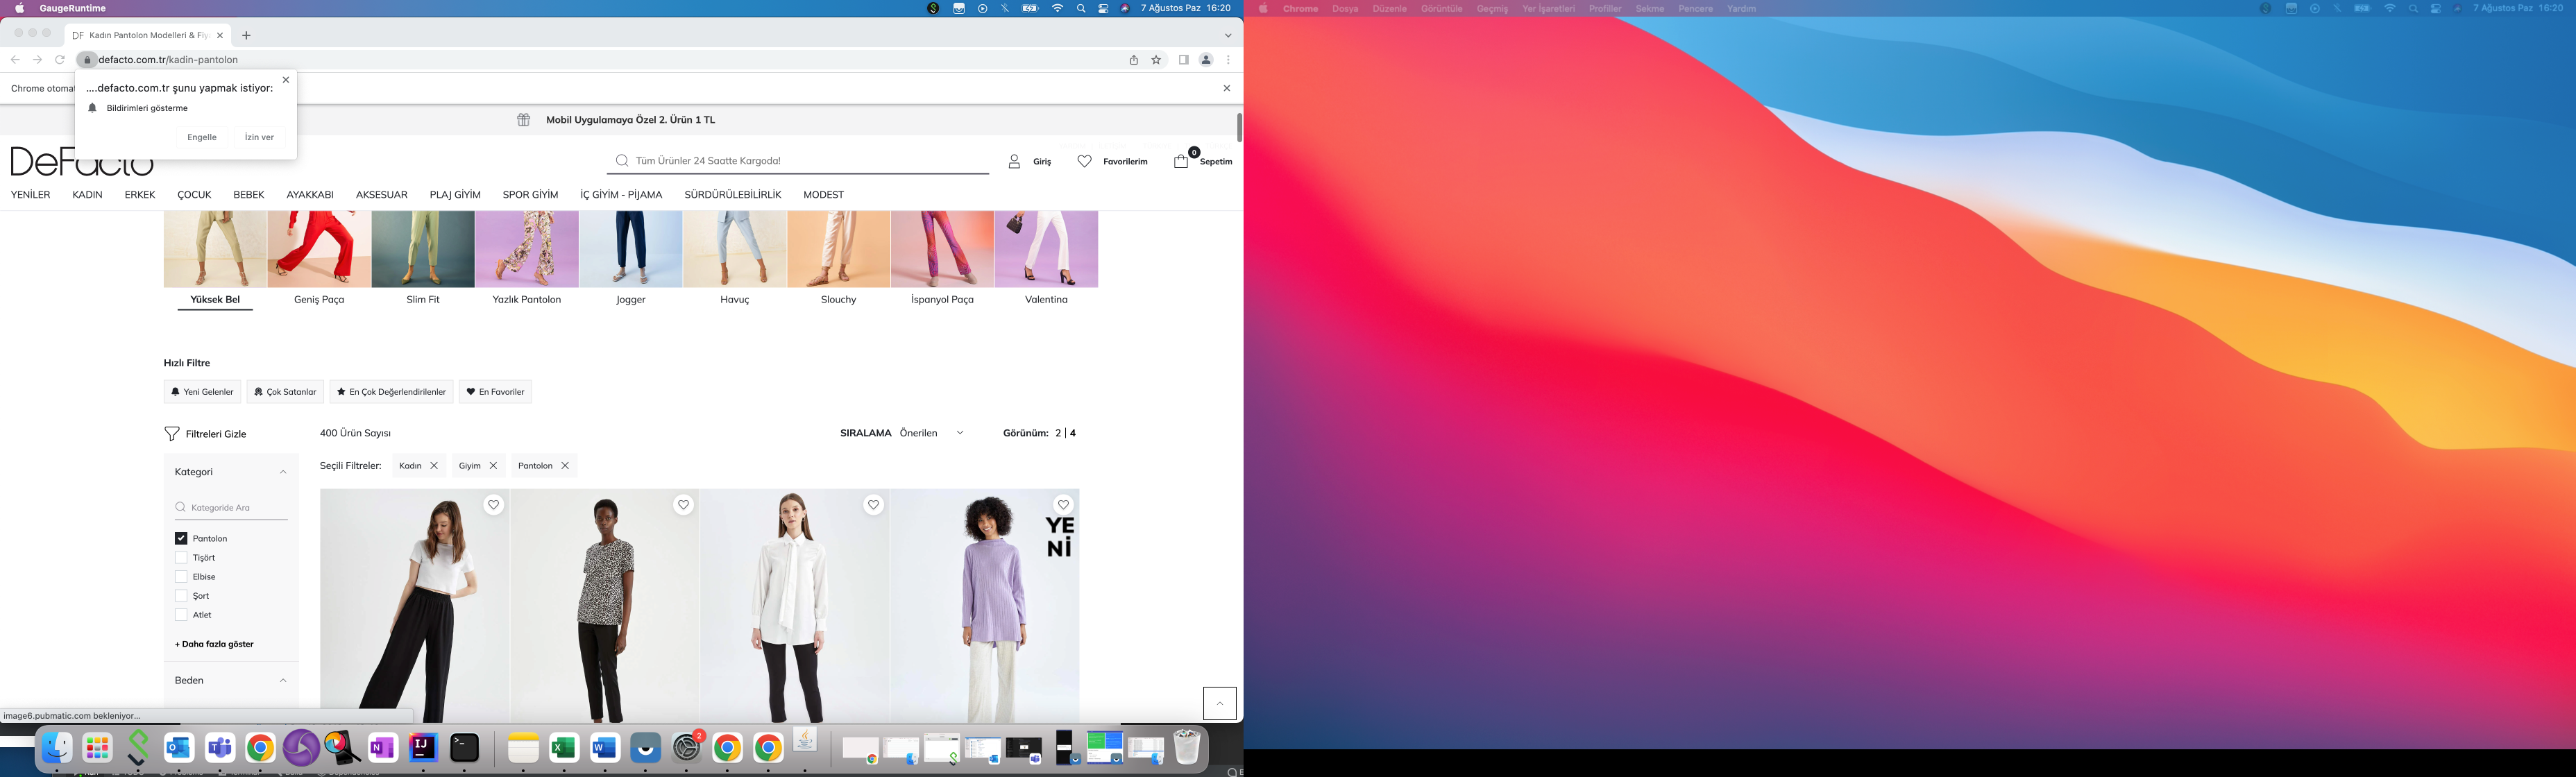 GaugeRuntime
7 Ağustos Paz 16:20
Chrome Dosya Düzenle Görüntüle Geçmiş Yer İşaretleri Profiller Sekme Pencere Yardım
7 Ağustos Paz 16:20
DF Kadın Pantolon Modelleri & Fiy
defacto.com.tr/kadin-pantolon
Chrome otomat
....defacto.com.tr şunu yapmak istiyor:
Bildirimleri gösterme
Engelle İzin ver
Mobil Uygulamaya Özel 2. Ürün 1 TL
DeFacto
Tüm Ürünler 24 Saatte Kargoda!
Giriş
Favorilerim
0
Sepetim
YENİLER KADIN ERKEK ÇOCUK BEBEK AYAKKABI AKSESUAR PLAJ GİYİM SPOR GİYİM İÇ GİYİM - PİJAMA SÜRDÜRÜLEBİLİRLİK MODEST
Yüksek Bel Geniş Paça Slim Fit Yazlık Pantolon Jogger Havuç Slouchy İspanyol Paça Valentina
Hızlı Filtre
Yeni Gelenler Çok Satanlar En Çok Değerlendirilenler En Favoriler
Filtreleri Gizle
400 Ürün Sayısı
SIRALAMA Önerilen
Görünüm: 2 | 4
Kategori
Seçili Filtreler: Kadın Giyim Pantolon
Kategoride Ara
Pantolon
Tişört
Elbise
Şort
Atlet
+ Daha fazla göster
Beden
YE
Nİ
image6.pubmatic.com bekleniyor...
2